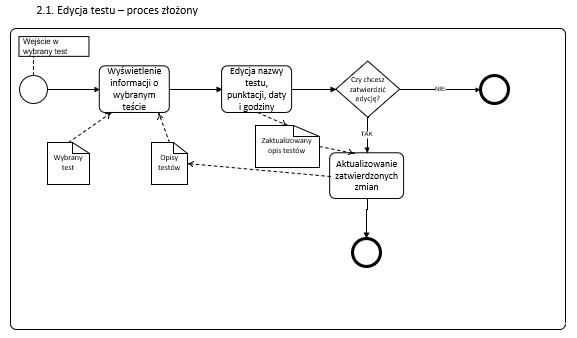 2.1. Edycja testu – proces złożony
Wejście w
wybrany test
Wyświetlenie
informacji o
wybranym
teście
Edycja nazwy
testu,
punktacji, daty
i godziny
Czy chcesz
zatwierdzić
edycję?
NIE
TAK
Wybrany
test
Opisy
testów
Zaktualizowany
opis testów
Aktualizowanie
zatwierdzonych
zmian